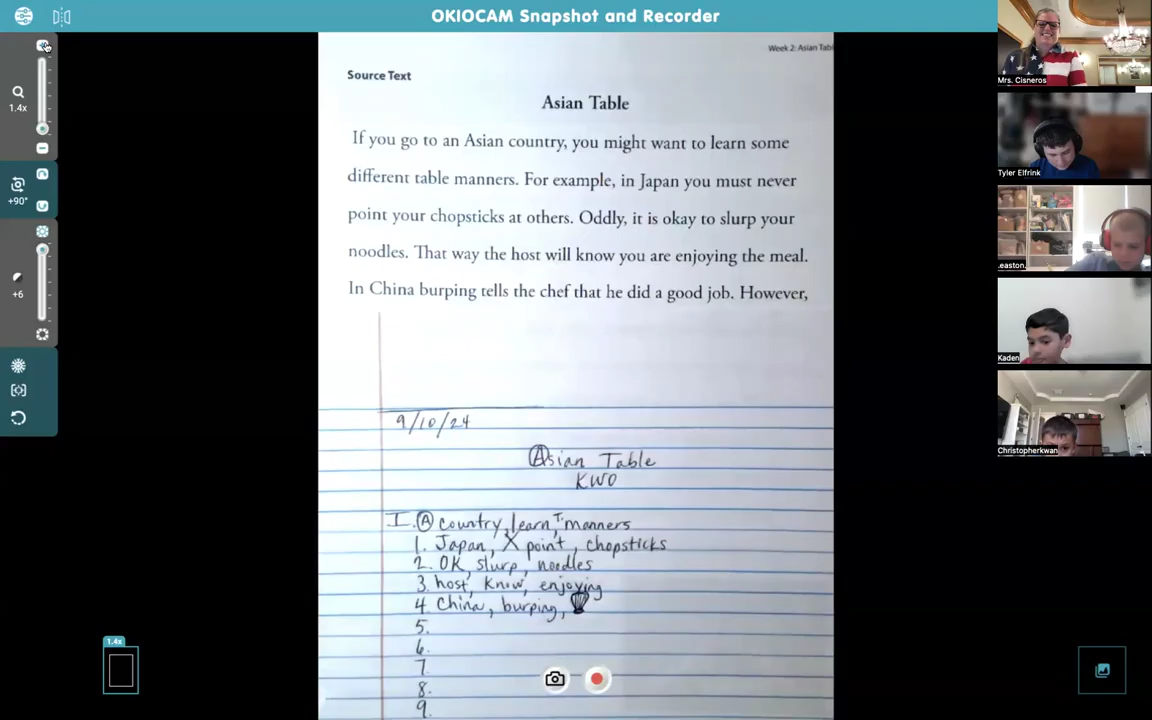 OKIOCAM Snapshot and Recorder
1.4x
+90°
+6
1.4x
Week 2: Asian Tabl
Source Text
Asian Table
If you go to an Asian country, you might want to learn some
different table manners. For example, in Japan you must never
point your chopsticks at others. Oddly, it is okay to slurp your
noodles. That way the host will know you are enjoying the meal.
In China burping tells the chef that he did a good job. However,
9/10/24
Asian Table
KWO
I. A country, learn, T. manners
1. Japan, X point, chopsticks
2. OK, slurp, noodles
3. host, know, enjoying
4. China, burping,
5.
6.
7.
8.
9.
Mrs. Cisneros
Tyler Elfrink
.easton.
Kaden
Christopherkwan